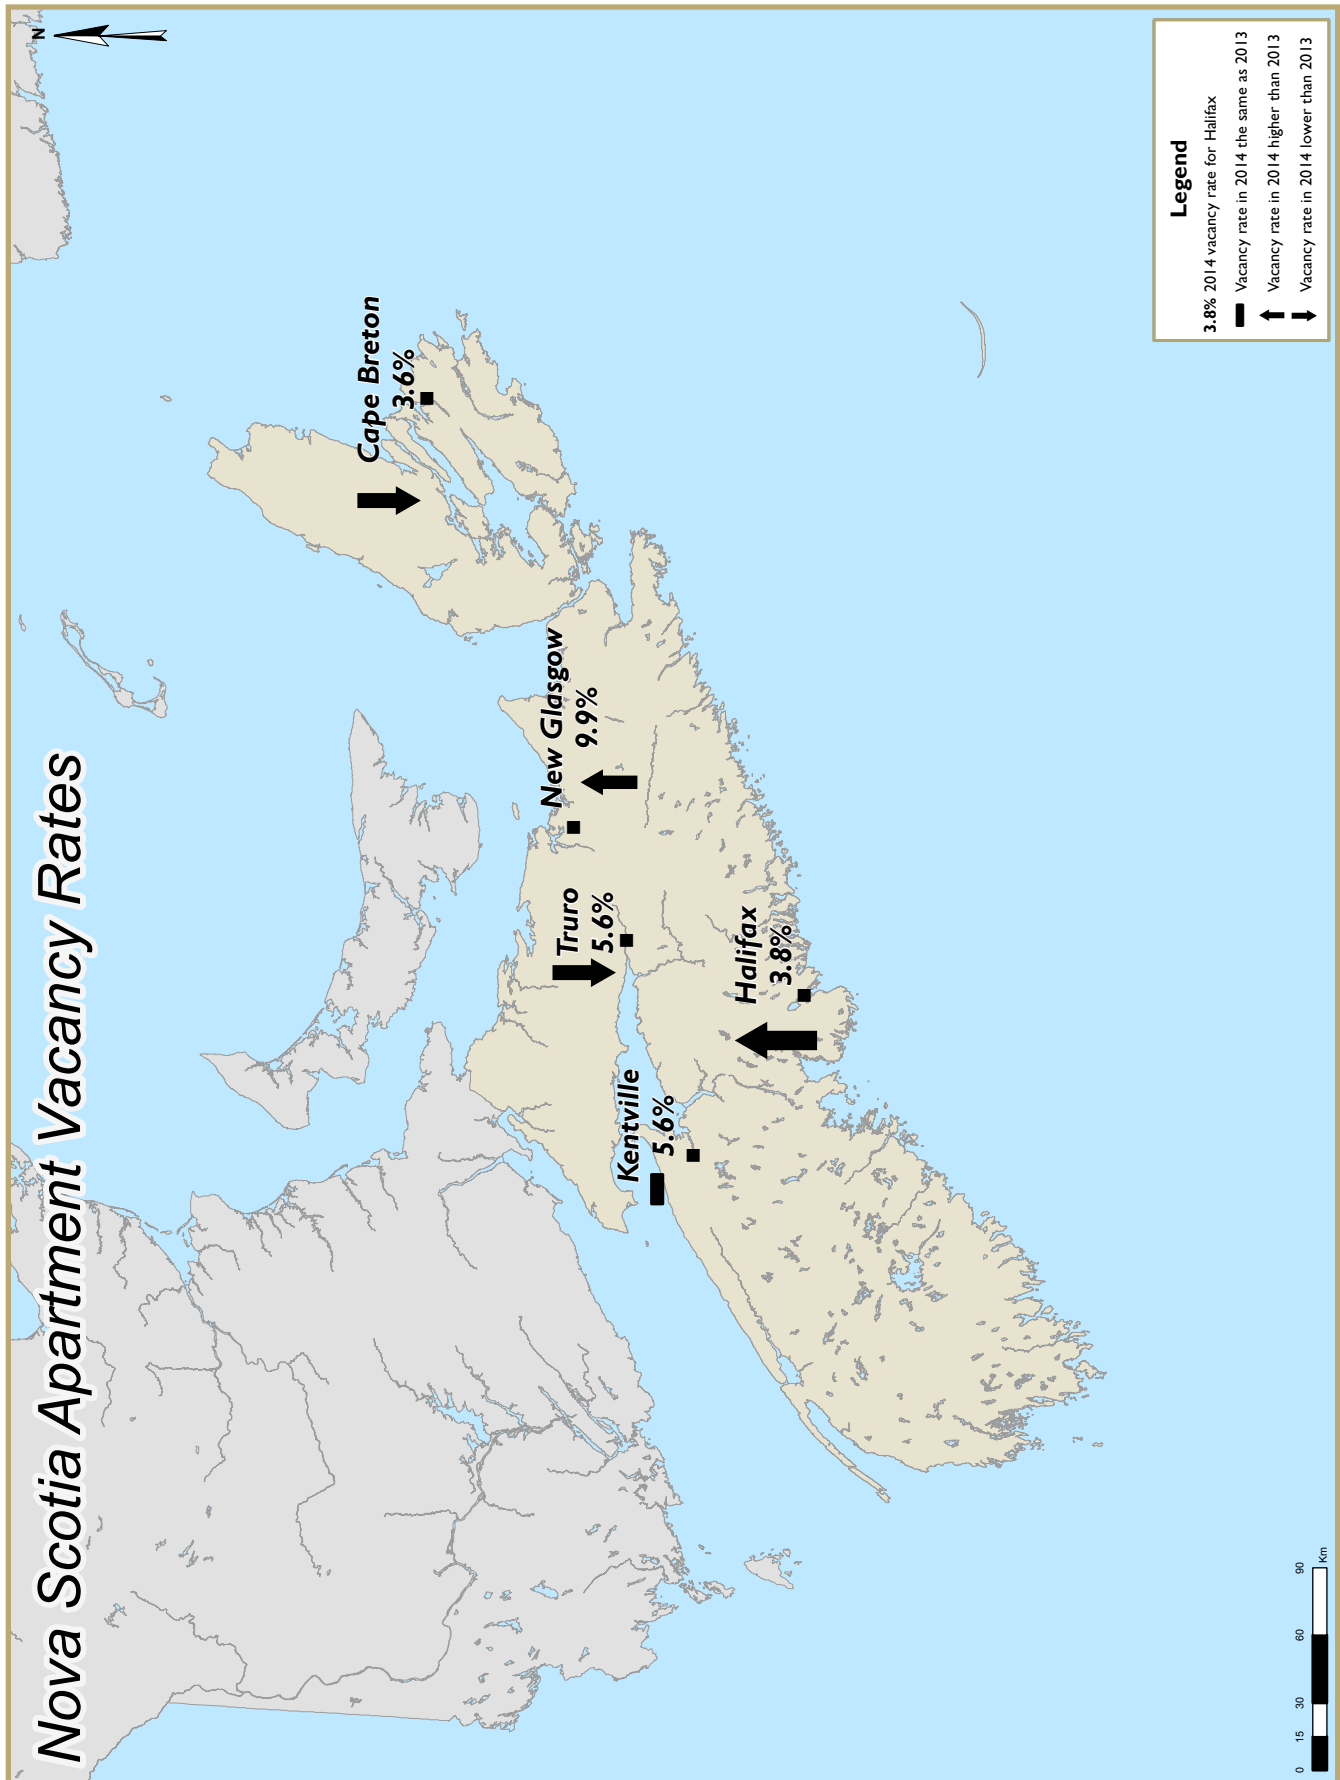 Nova Scotia Apartment Vacancy Rates
N
Cape Breton
3.6%
New Glasgow
9.9%
Truro
5.6%
Halifax
3.8%
Kentville
5.6%
Legend
3.8% 2014 vacancy rate for Halifax
Vacancy rate in 2014 the same as 2013
Vacancy rate in 2014 higher than 2013
Vacancy rate in 2014 lower than 2013
0 15 30 60 90
Km